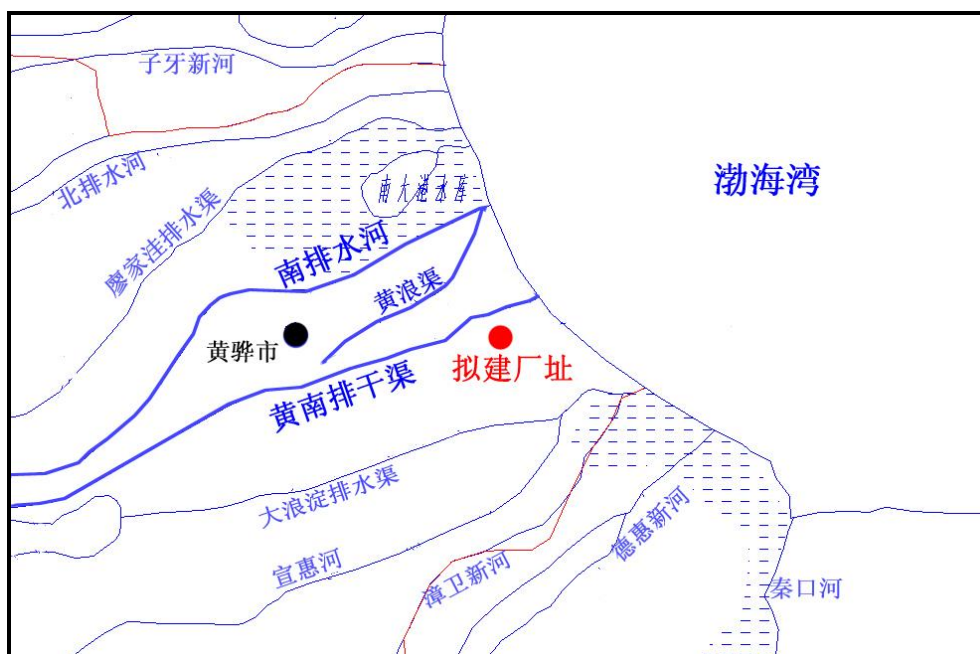 子牙新河
渤海湾
北排水河
南大港水库
廖家洼排水渠
南排水河
黄浪渠
黄骅市
拟建厂址
黄南排干渠
大浪淀排水渠
宣惠河
漳卫新河
德惠新河
秦口河